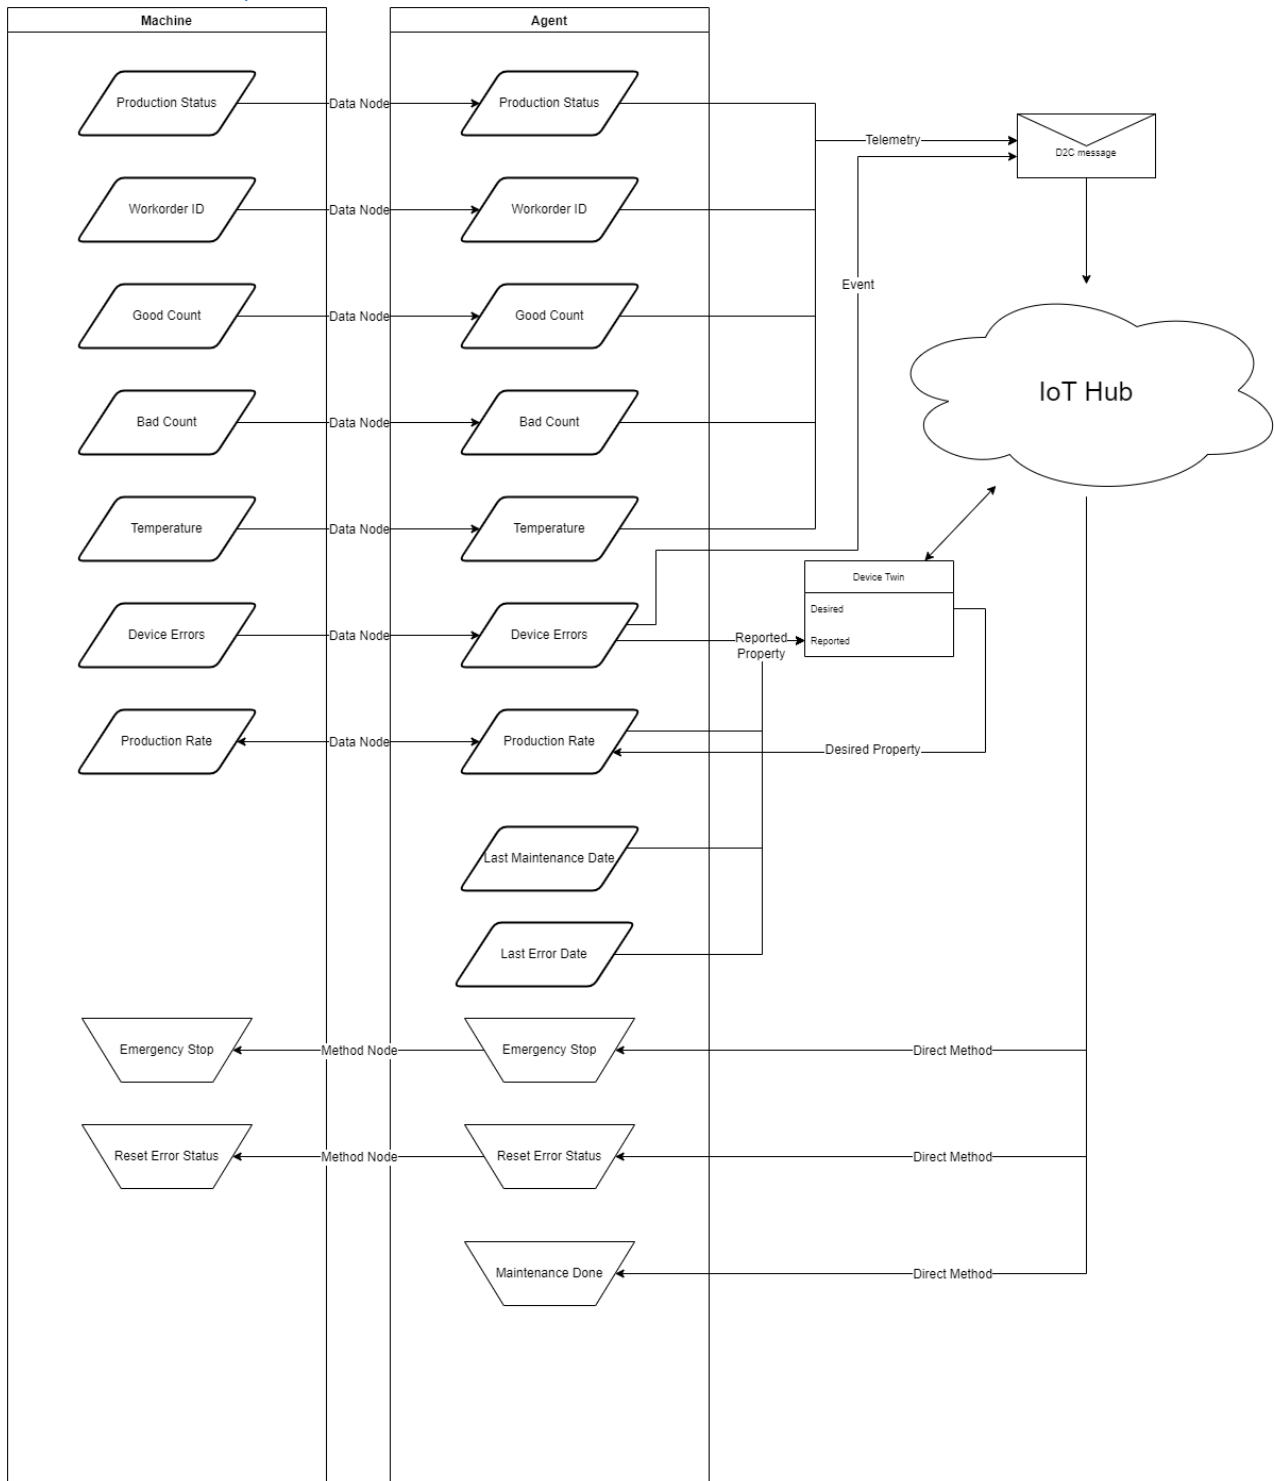 Machine
Agent
Production Status
Data Node
Production Status
Telemetry
D2C message
Workorder ID
Data Node
Workorder ID
Event
Good Count
Data Node
Good Count
IoT Hub
Bad Count
Data Node
Bad Count
Temperature
Data Node
Temperature
Device Twin
Desired
Device Errors
Data Node
Device Errors
Reported
Property
Reported
Production Rate
Data Node
Production Rate
Desired Property
Last Maintenance Date
Last Error Date
Emergency Stop
Method Node
Emergency Stop
Direct Method
Reset Error Status
Method Node
Reset Error Status
Direct Method
Maintenance Done
Direct Method